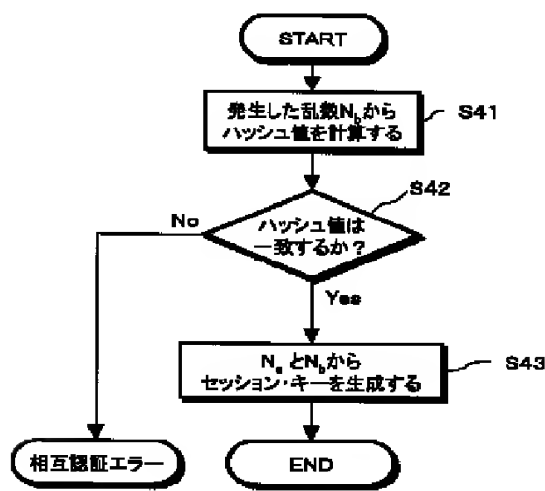 START
発生した乱数Nbから
ハッシュ値を計算する
S41
S42
ハッシュ値は
一致するか？
No
Yes
NaとNbから
セッション・キーを生成する
S43
相互認証エラー
END